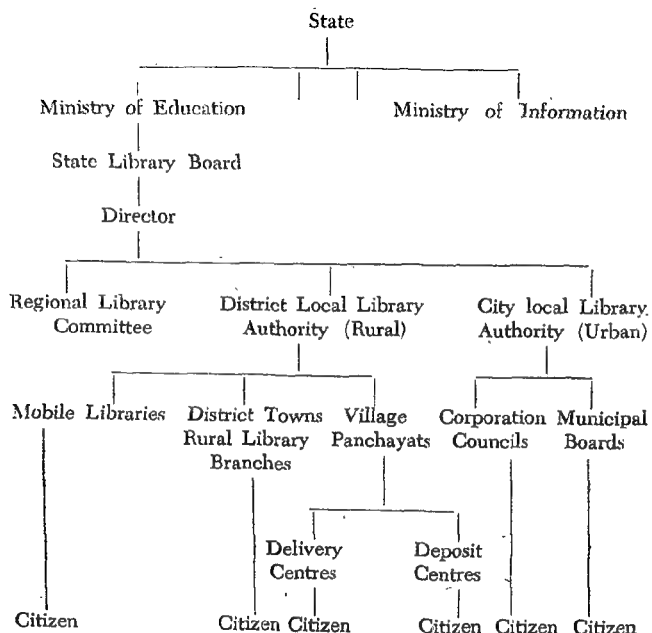 State
Ministry of Education Ministry of Information
State Library Board
Director
Regional Library Committee
District Local Library Authority (Rural)
City local Library Authority (Urban)
Mobile Libraries
District Towns Rural Library Branches
Village Panchayats
Corporation Councils
Municipal Boards
Delivery Centres
Deposit Centres
Citizen Citizen Citizen Citizen Citizen Citizen